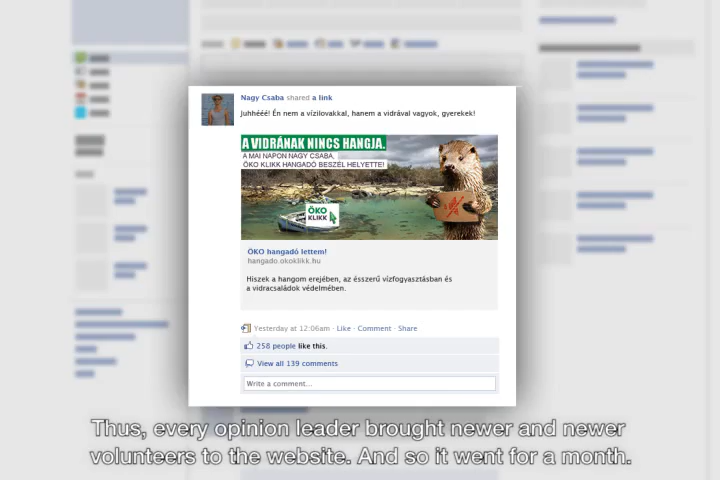 Nagy Csaba shared a link
Juhhééé! Én nem a vízilovakkal, hanem a vidrával vagyok, gyerekek!
A VIDRÁNAK NINCS HANGJA.
A MAI NAPON NAGY CSABA,
ÖKO KLIKK HANGADÓ BESZÉL HELYETTE!
ÖKO
KLIKK
ÖKO hangadó lettem!
hangado.okoklikk.hu
Hiszek a hangom erejében, az ésszerű vízfogyasztásban és
a vidracsaládok védelmében.
Yesterday at 12:06am · Like · Comment · Share
258 people like this.
View all 139 comments
Write a comment...
Thus, every opinion leader brought newer and newer
volunteers to the website. And so it went for a month.